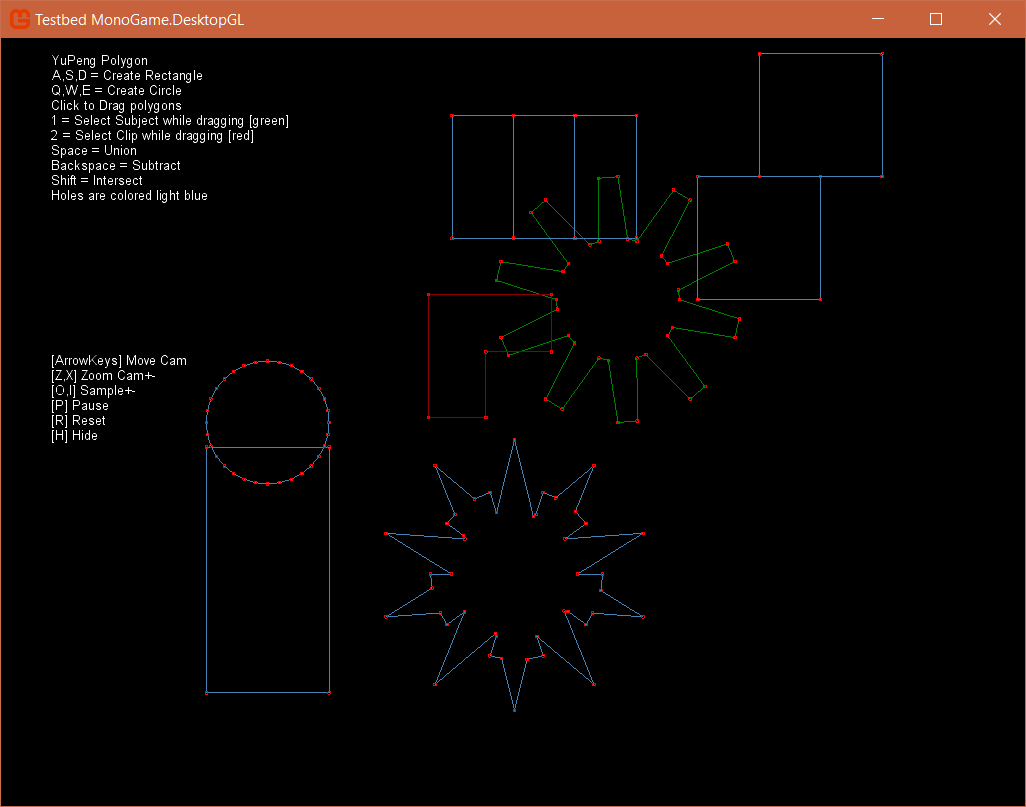 Testbed MonoGame.DesktopGL
YuPeng Polygon
A,S,D = Create Rectangle
Q,W,E = Create Circle
Click to Drag polygons
1 = Select Subject while dragging [green]
2 = Select Clip while dragging [red]
Space = Union
Backspace = Subtract
Shift = Intersect
Holes are colored light blue
[ArrowKeys] Move Cam
[Z,X] Zoom Cam+-
[O,I] Sample+-
[P] Pause
[R] Reset
[H] Hide